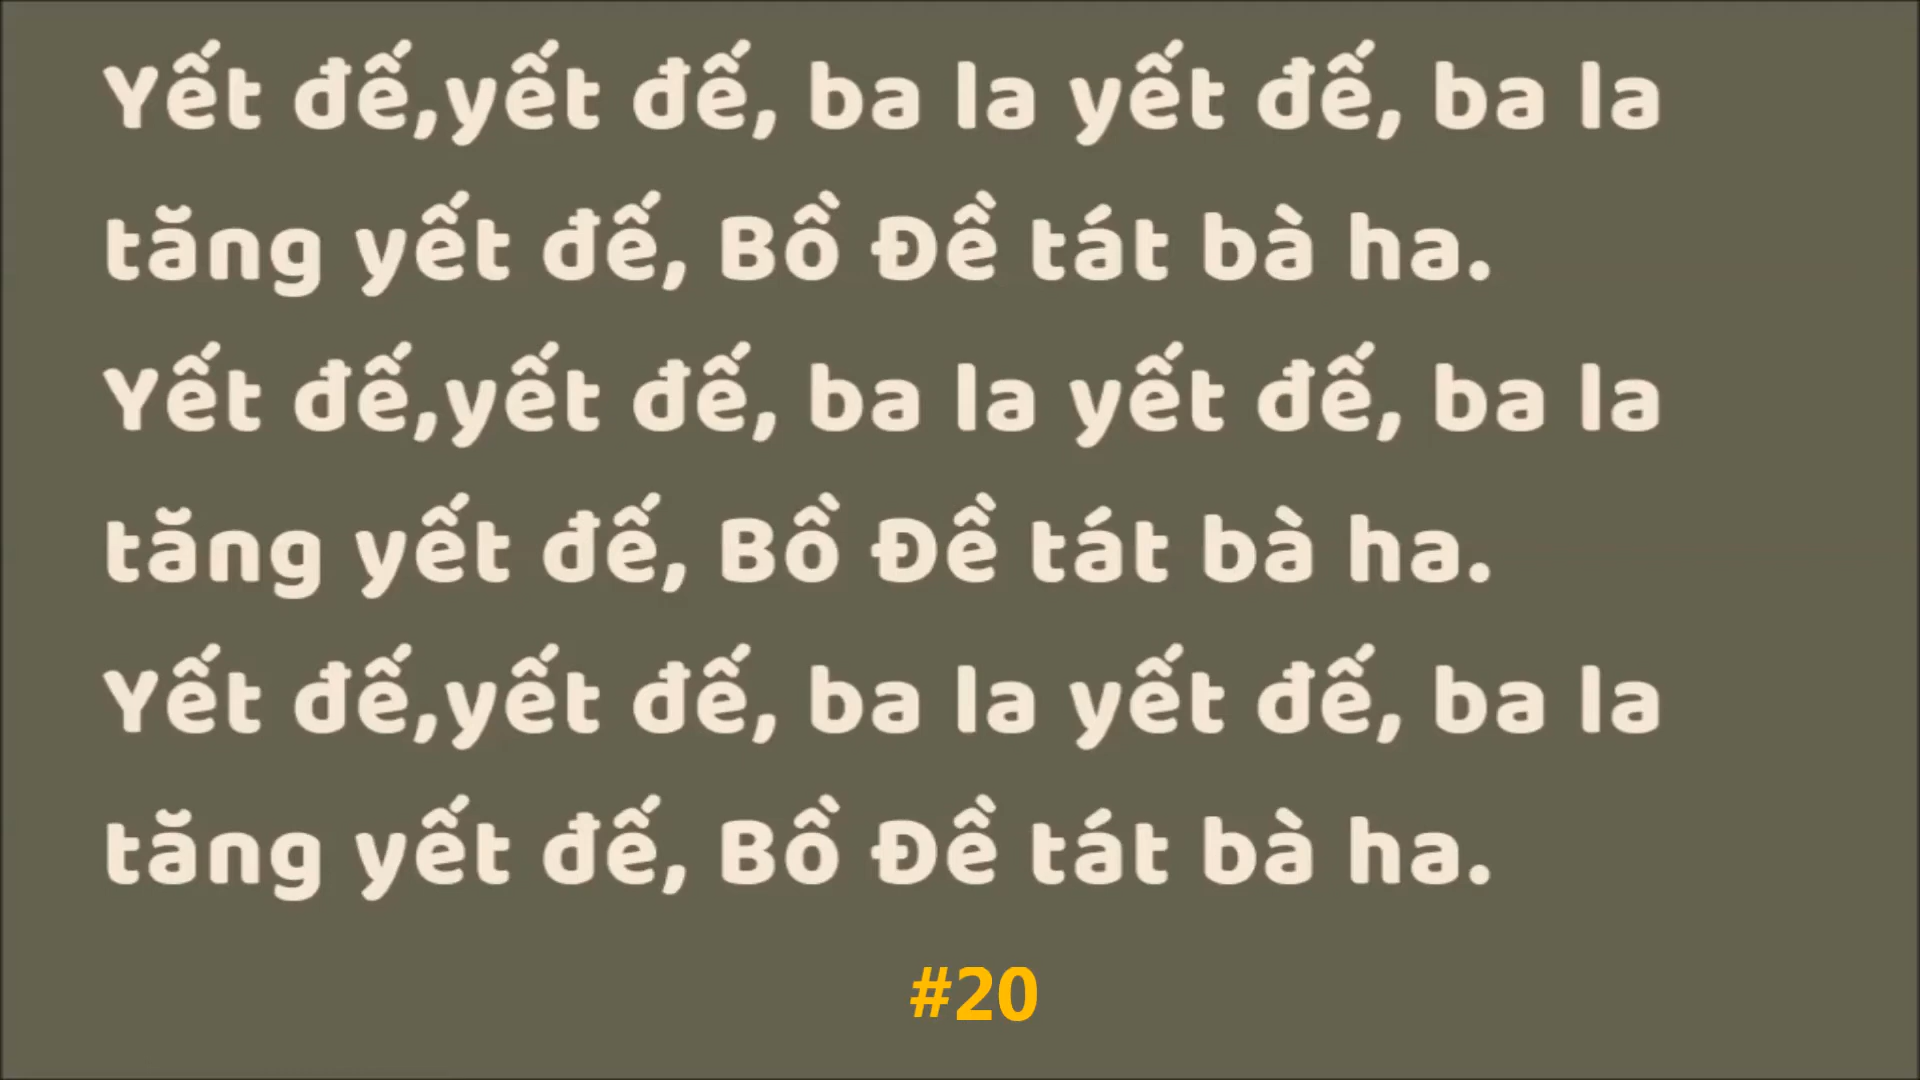 Yết đế,yết đế, ba la yết đế, ba la
tăng yết đế, Bồ Đề tát bà ha.
Yết đế,yết đế, ba la yết đế, ba la
tăng yết đế, Bồ Đề tát bà ha.
Yết đế,yết đế, ba la yết đế, ba la
tăng yết đế, Bồ Đề tát bà ha.
#20